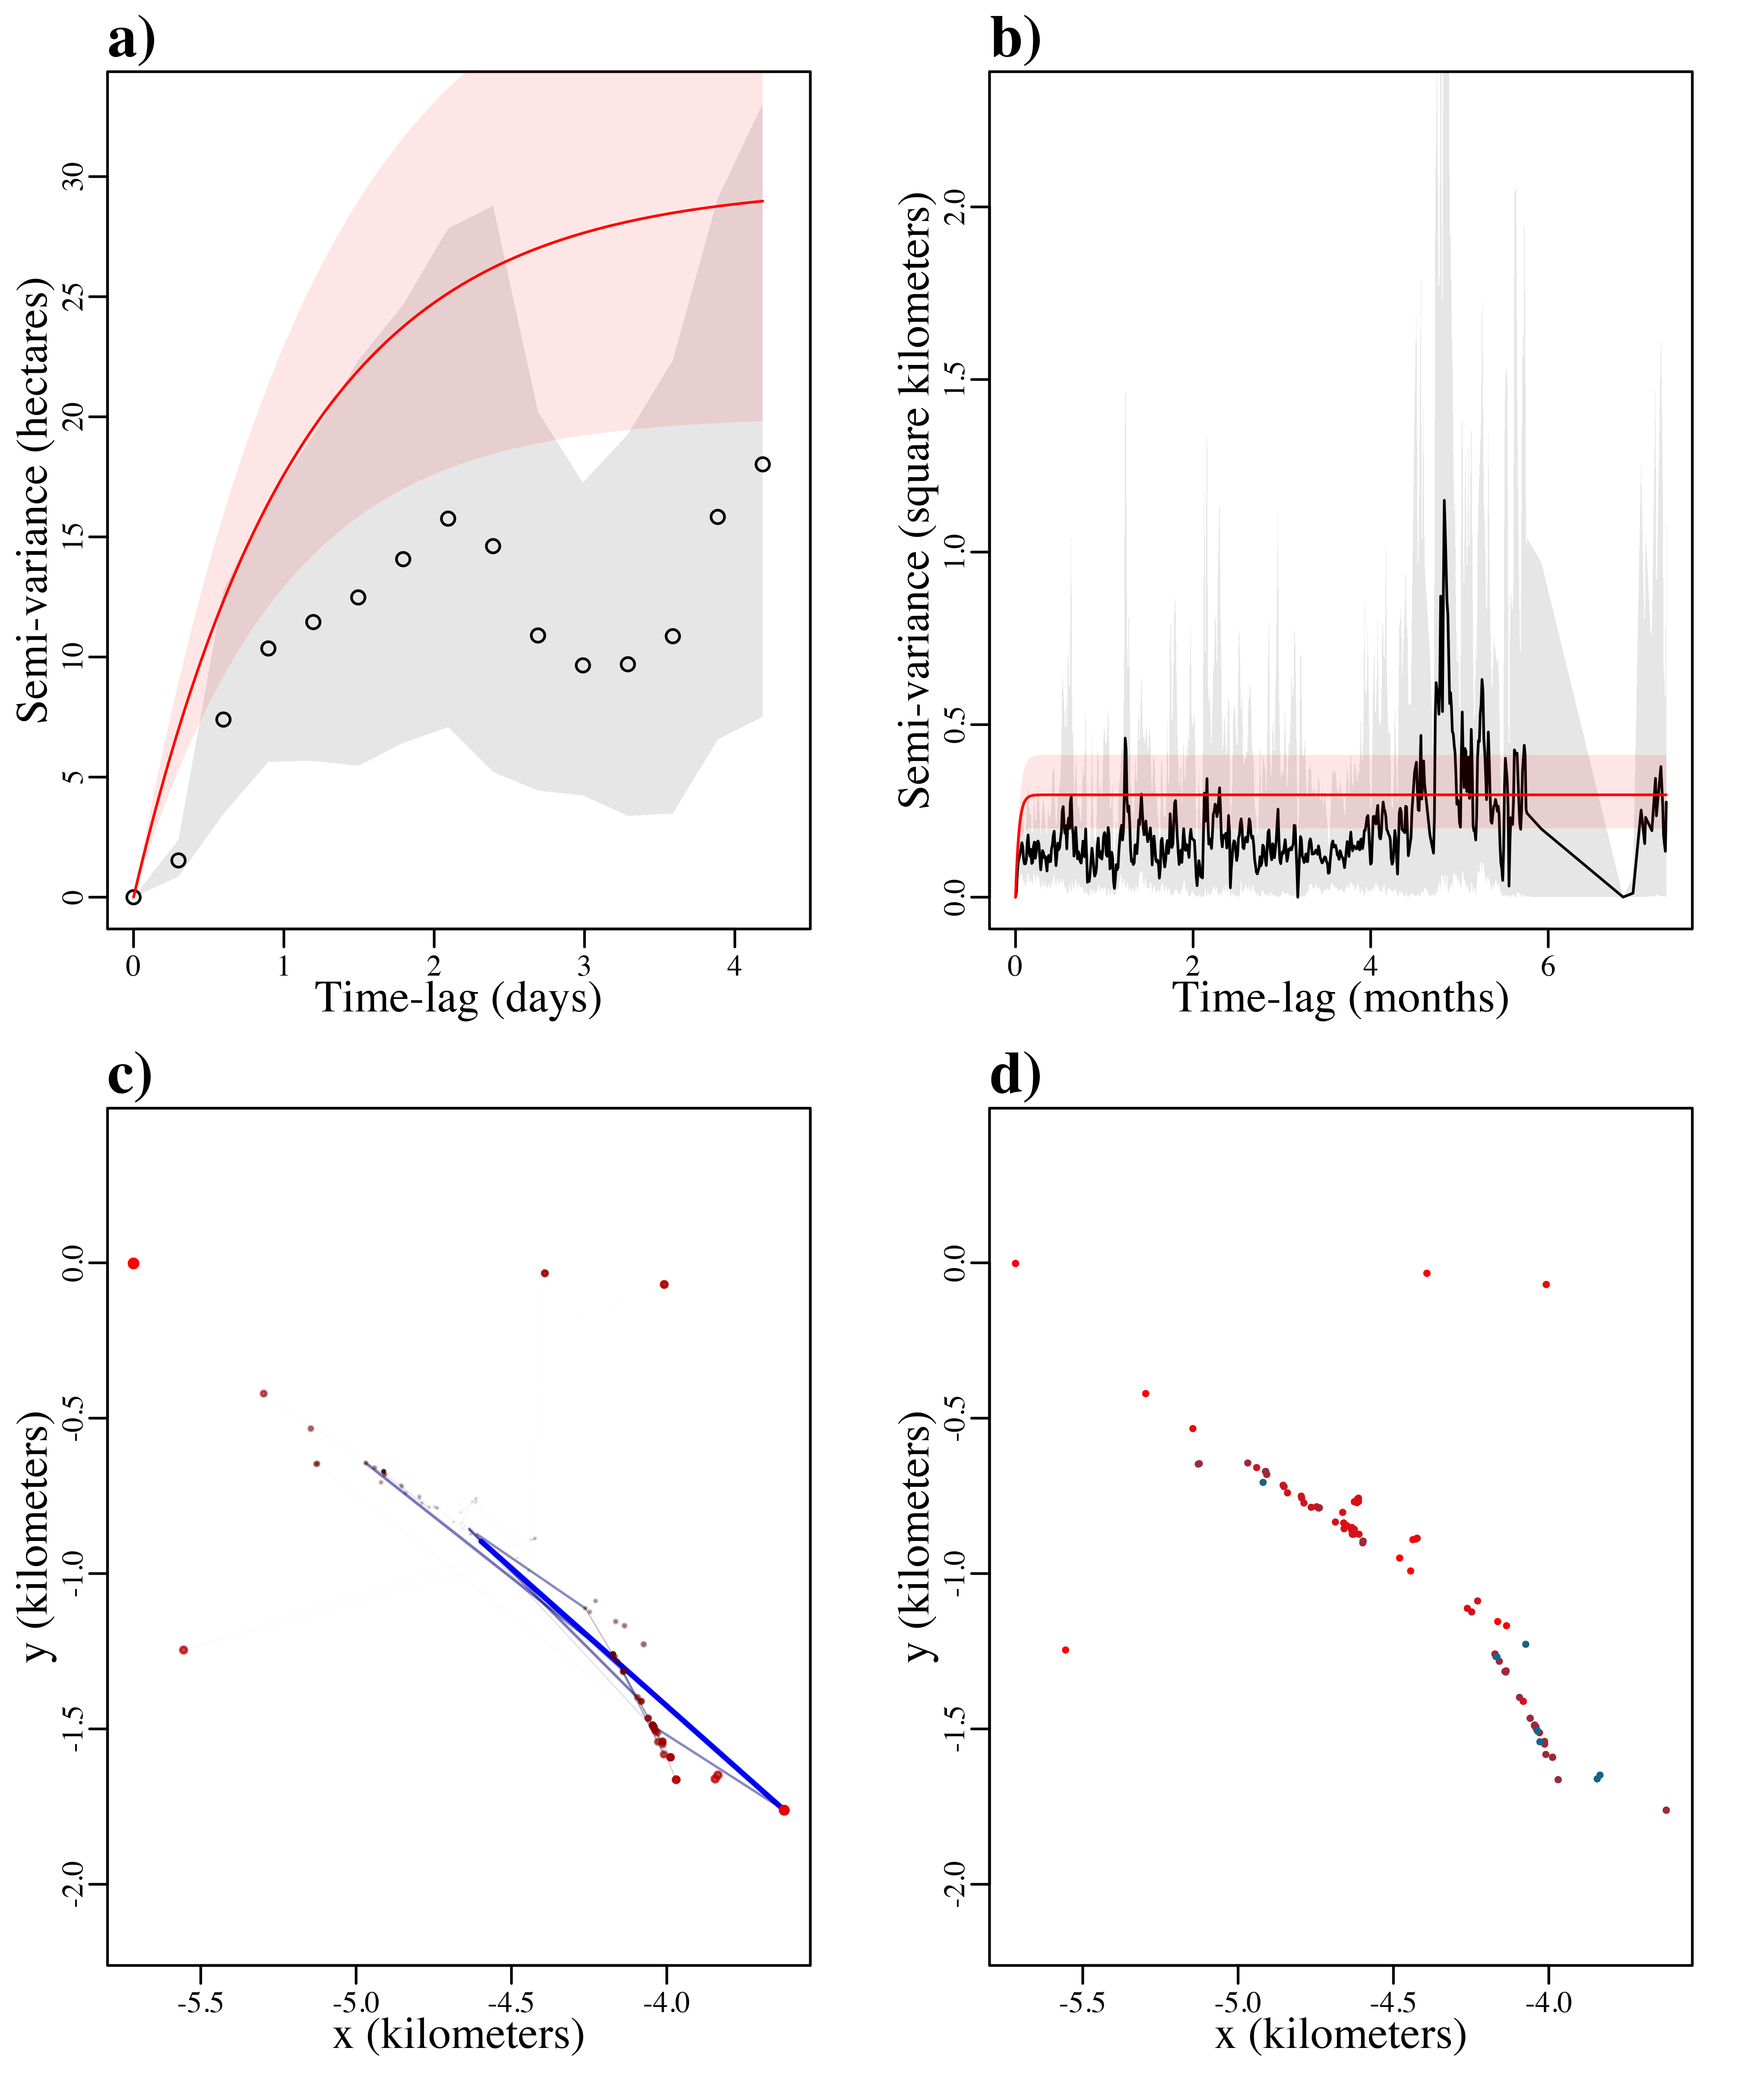 a)
Semi-variance (hectares)
0 5 10 15 20 25 30
0 1 2 3 4
Time-lag (days)
b)
Semi-variance (square kilometers)
0.0 0.5 1.0 1.5 2.0
0 2 4 6
Time-lag (months)
c)
y (kilometers)
-2.0 -1.5 -1.0 -0.5 0.0
-5.5 -5.0 -4.5 -4.0
x (kilometers)
d)
y (kilometers)
-2.0 -1.5 -1.0 -0.5 0.0
-5.5 -5.0 -4.5 -4.0
x (kilometers)